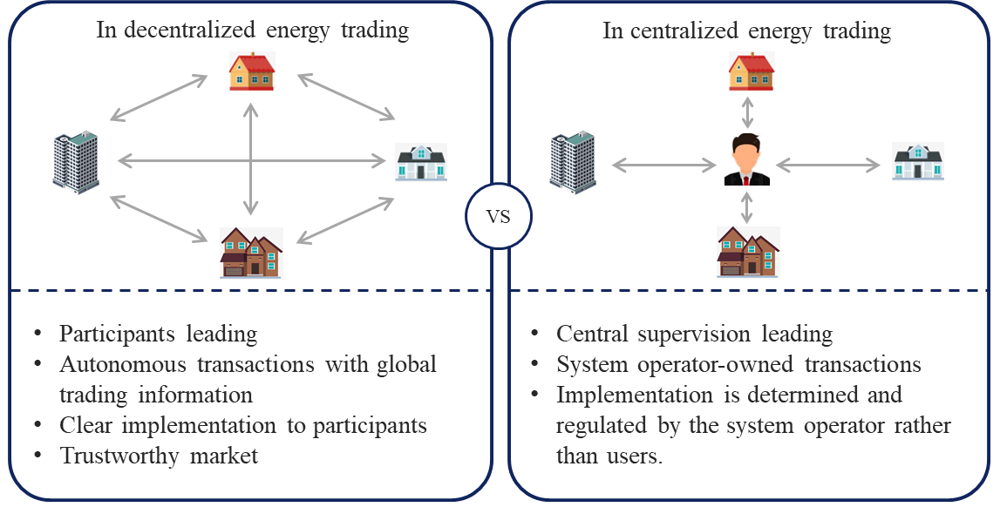 In decentralized energy trading
In centralized energy trading
VS
• Participants leading
• Autonomous transactions with global
trading information
• Clear implementation to participants
• Trustworthy market
• Central supervision leading
• System operator-owned transactions
• Implementation is determined and
regulated by the system operator rather
than users.